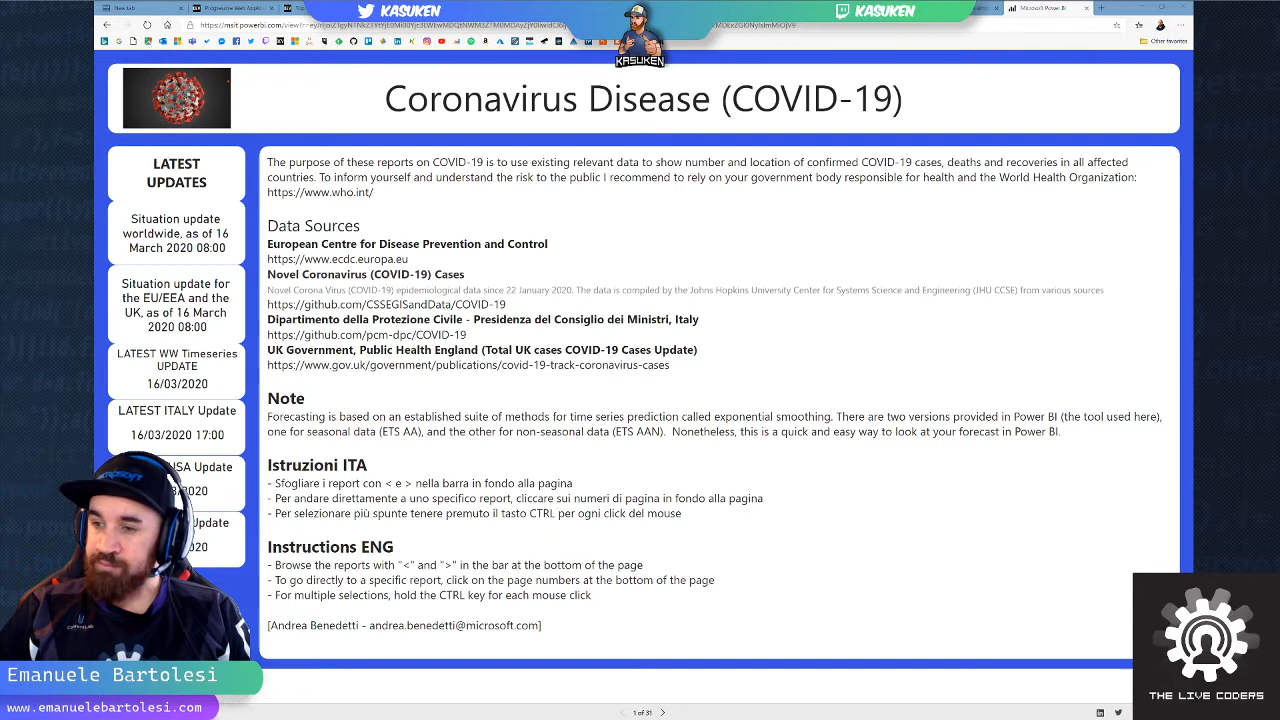 New Tab
Progressive Web Applic
KASUKEN
KASUKEN
Microsoft Power BI
Other favorites
KASUKEN
Coronavirus Disease (COVID-19)
LATEST
UPDATES
Situation update
worldwide, as of 16
March 2020 08:00
Situation update for
the EU/EEA and the
UK, as of 16 March
2020 08:00
LATEST WW Timeseries
UPDATE
16/03/2020
LATEST ITALY Update
16/03/2020 17:00
Update
2020
Update
020
The purpose of these reports on COVID-19 is to use existing relevant data to show number and location of confirmed COVID-19 cases, deaths and recoveries in all affected
countries. To inform yourself and understand the risk to the public I recommend to rely on your government body responsible for health and the World Health Organization:
https://www.who.int/
Data Sources
European Centre for Disease Prevention and Control
https://www.ecdc.europa.eu
Novel Coronavirus (COVID-19) Cases
Novel Corona Virus (COVID-19) epidemiological data since 22 January 2020. The data is compiled by the Johns Hopkins University Center for Systems Science and Engineering (JHU CCSE) from various sources
https://github.com/CSSEGISandData/COVID-19
Dipartimento della Protezione Civile - Presidenza del Consiglio dei Ministri, Italy
https://github.com/pcm-dpc/COVID-19
UK Government, Public Health England (Total UK cases COVID-19 Cases Update)
https://www.gov.uk/government/publications/covid-19-track-coronavirus-cases
Note
Forecasting is based on an established suite of methods for time series prediction called exponential smoothing. There are two versions provided in Power BI (the tool used here),
one for seasonal data (ETS AA), and the other for non-seasonal data (ETS AAN). Nonetheless, this is a quick and easy way to look at your forecast in Power BI.
Istruzioni ITA
- Sfogliare i report con < e > nella barra in fondo alla pagina
- Per andare direttamente a uno specifico report, cliccare sui numeri di pagina in fondo alla pagina
- Per selezionare più spunte tenere premuto il tasto CTRL per ogni click del mouse
Instructions ENG
- Browse the reports with "<" and ">" in the bar at the bottom of the page
- To go directly to a specific report, click on the page numbers at the bottom of the page
- For multiple selections, hold the CTRL key for each mouse click
[Andrea Benedetti - andrea.benedetti@microsoft.com]
Emanuele Bartolesi
www.emanuelebartolesi.com
THE LIVE CODERS
1 of 31